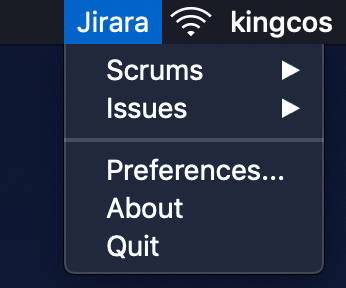 Jirara kingcos
Scrums
Issues
Preferences...
About
Quit